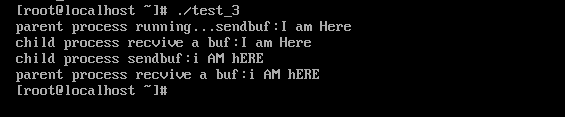 [root@localhost ~]# ./test_3
parent process running...sendbuf:I am Here
child process recvive a buf:I am Here
child process sendbuf:i AM hERE
parent process recvive a buf:i AM hERE
[root@localhost ~]#